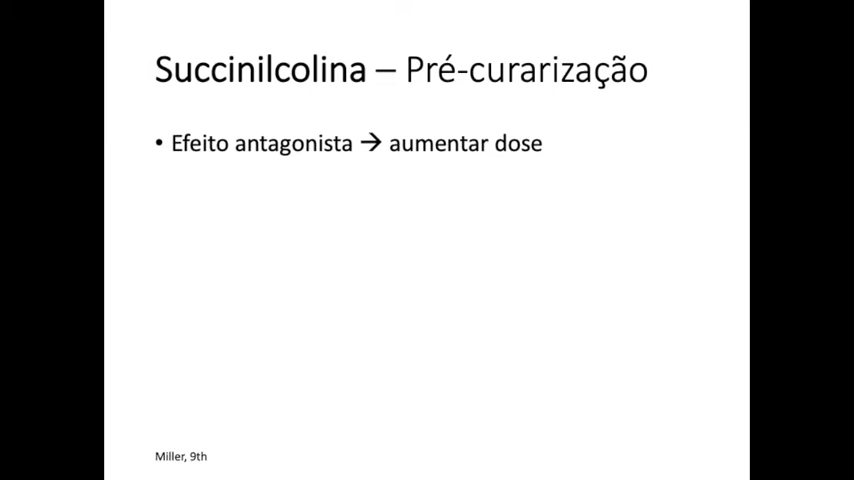 Succinilcolina – Pré-curarização
• Efeito antagonista → aumentar dose
Miller, 9th